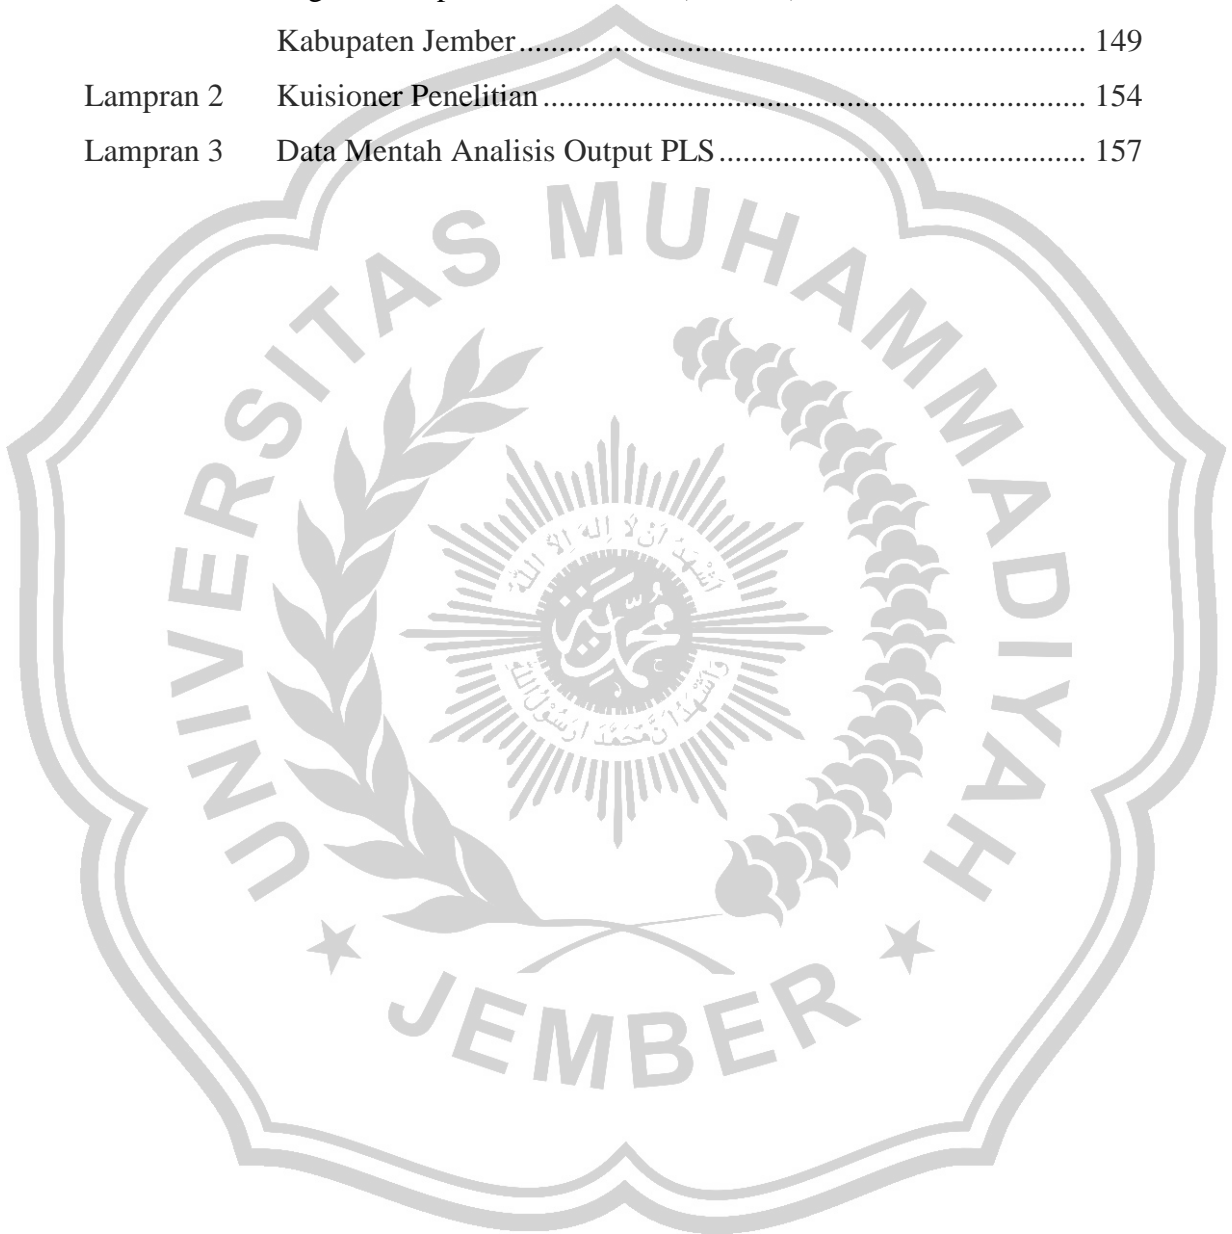 Kabupaten Jember ....................................................................... 149
Lampran 2 Kuisioner Penelitian .................................................................... 154
Lampran 3 Data Mentah Analisis Output PLS .............................................. 157
UNIVERSITAS MUHAMMADIYAH
محمد
JEMBER